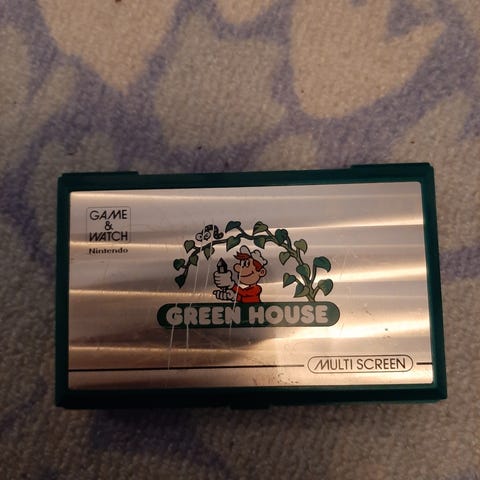 GAME
&
WATCH
Nintendo
GREEN HOUSE
MULTI SCREEN